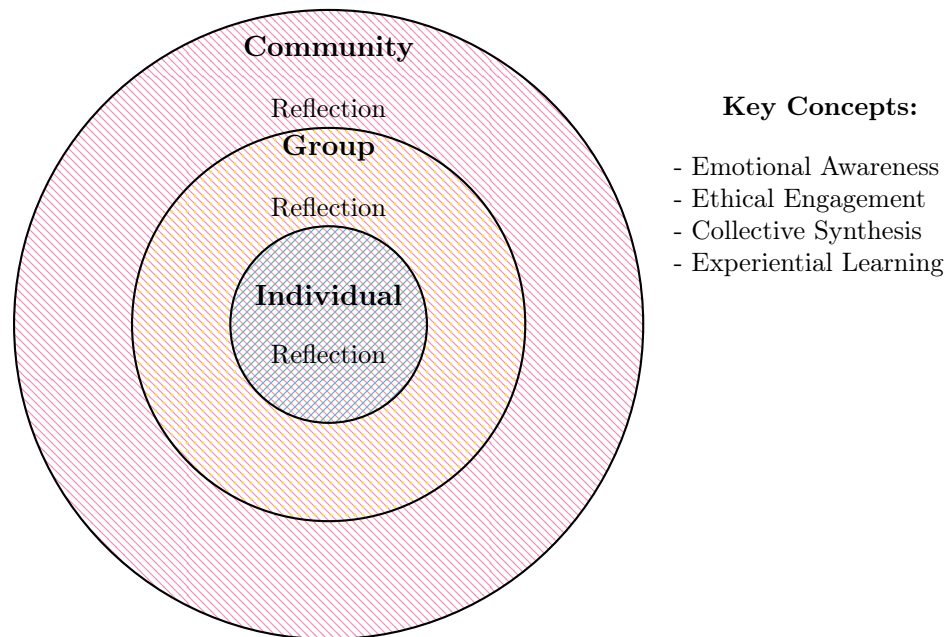 Community
Reflection
Group
Reflection
Individual
Reflection
Key Concepts:
- Emotional Awareness
- Ethical Engagement
- Collective Synthesis
- Experiential Learning